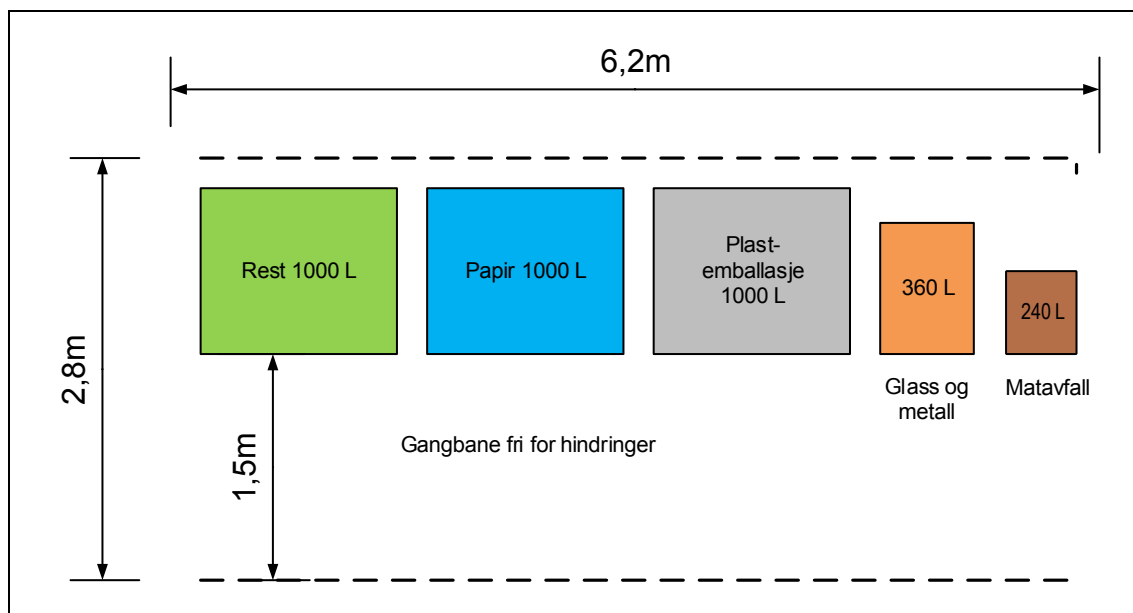 6,2m
2,8m
Rest 1000 L
Papir 1000 L
Plast-
emballasje
1000 L
360 L
240 L
Glass og
metall
Matavfall
1,5m
Gangbane fri for hindringer